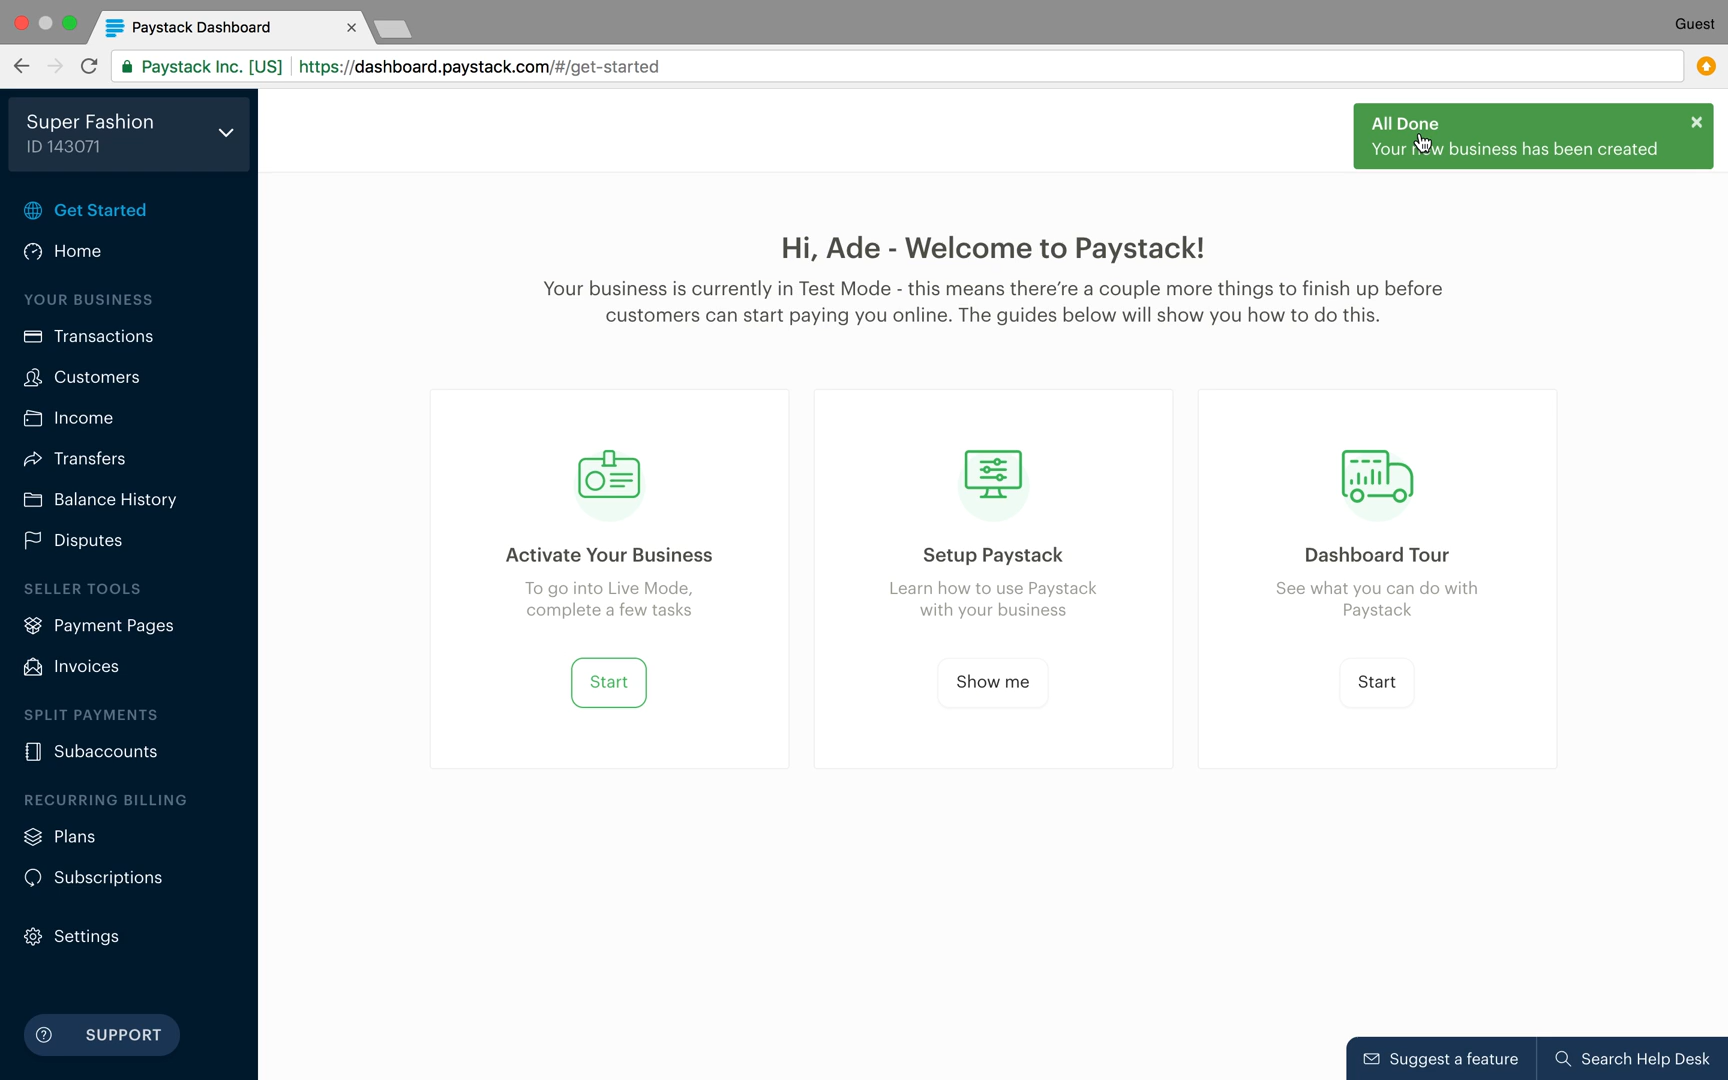 Paystack Dashboard
Guest
Paystack Inc. [US]
https://dashboard.paystack.com/#/get-started
Super Fashion
ID 143071
Get Started
Home
YOUR BUSINESS
Transactions
Customers
Income
Transfers
Balance History
Disputes
SELLER TOOLS
Payment Pages
Invoices
SPLIT PAYMENTS
Subaccounts
RECURRING BILLING
Plans
Subscriptions
Settings
SUPPORT
All Done
Your new business has been created
Hi, Ade - Welcome to Paystack!
Your business is currently in Test Mode - this means there're a couple more things to finish up before
customers can start paying you online. The guides below will show you how to do this.
Activate Your Business
To go into Live Mode,
complete a few tasks
Start
Setup Paystack
Learn how to use Paystack
with your business
Show me
Dashboard Tour
See what you can do with
Paystack
Start
Suggest a feature
Search Help Desk